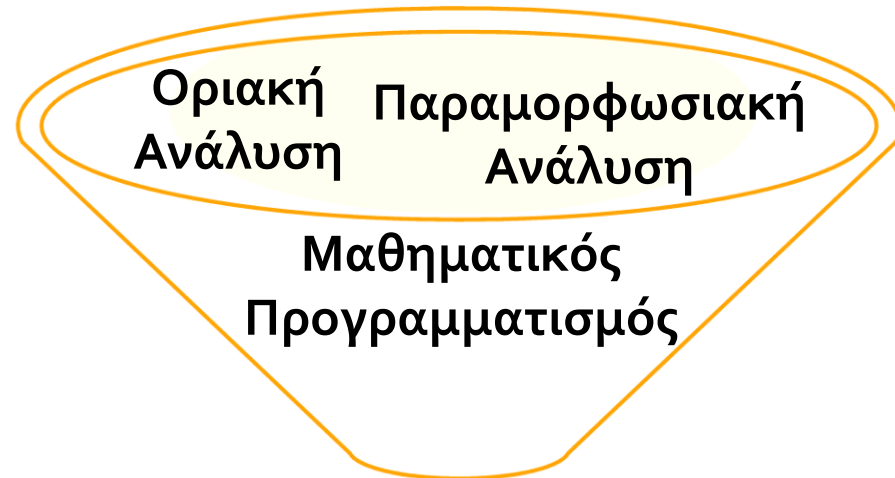 Οριακή
Ανάλυση
Παραμορφωσιακή
Ανάλυση
Μαθηματικός
Προγραμματισμός